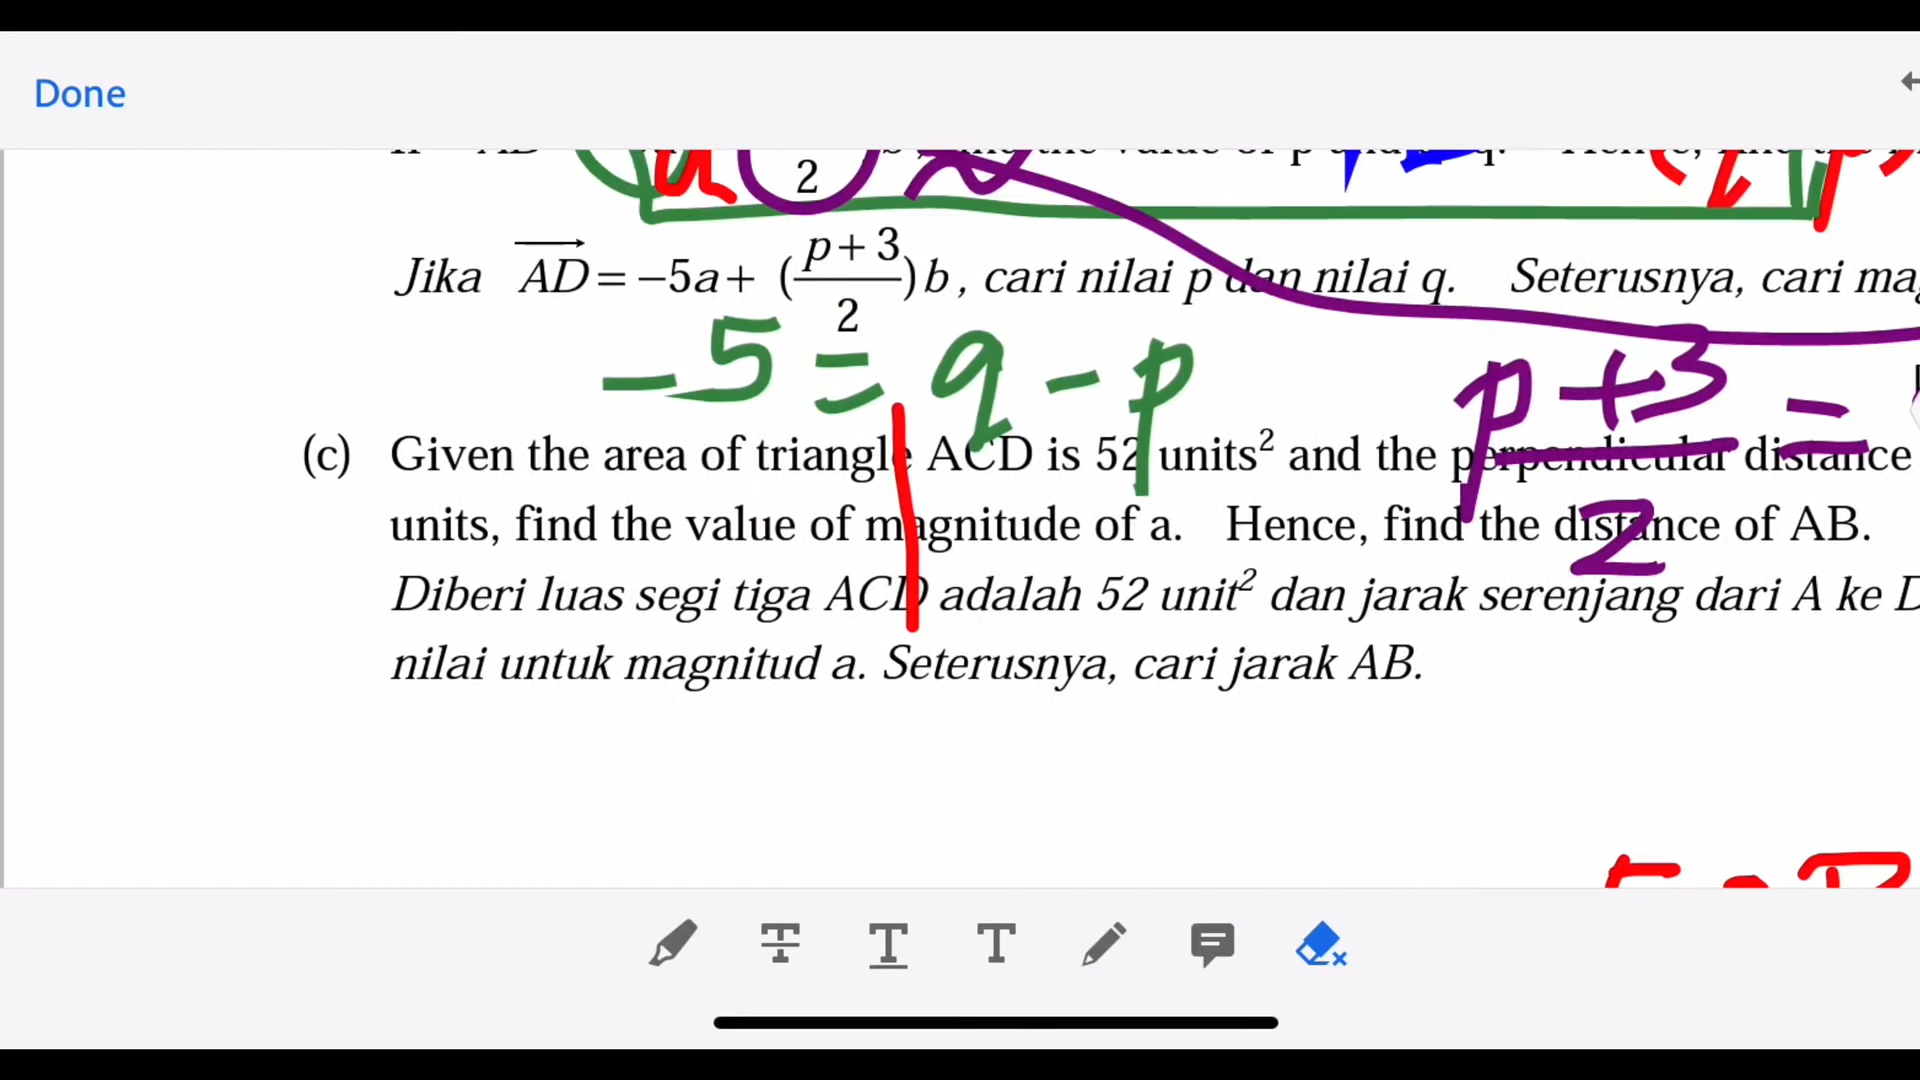 Done
2
Jika AD = −5a + (p+3/2)b, cari nilai p dan nilai q. Seterusnya, cari
−5 = q − p
p+3/2 =
(c) Given the area of triangle ACD is 52 units² and the perpendicular distance
units, find the value of magnitude of a. Hence, find the distance of AB.
Diberi luas segi tiga ACD adalah 52 unit² dan jarak serenjang dari A ke
nilai untuk magnitud a. Seterusnya, cari jarak AB.